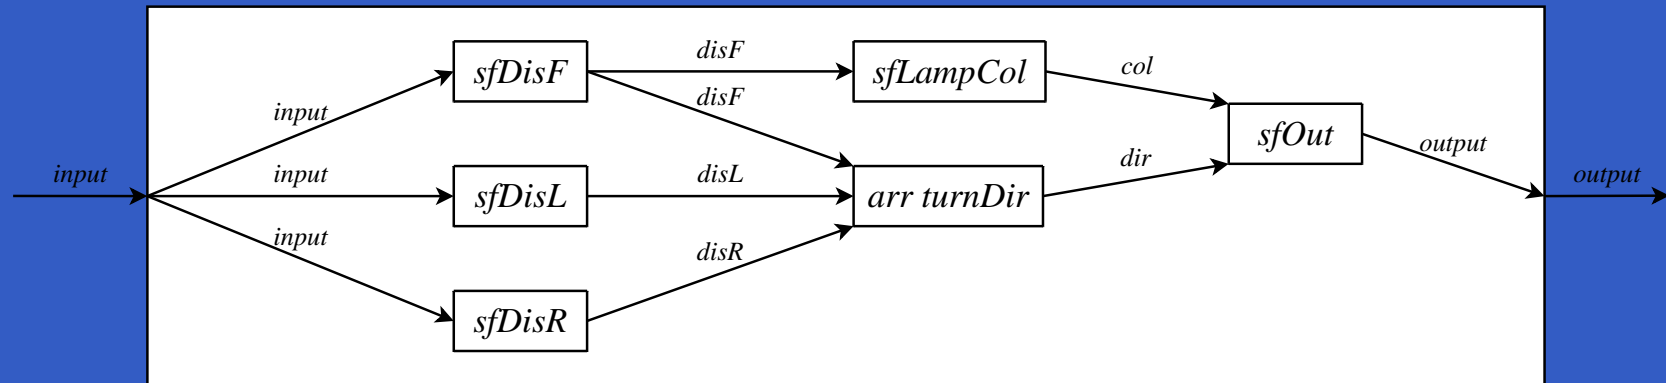 disF
sfDisF
sfLampCol
col
disF
input
sfOut
output
dir
input
input
disL
output
sfDisL
arr turnDir
input
disR
sfDisR